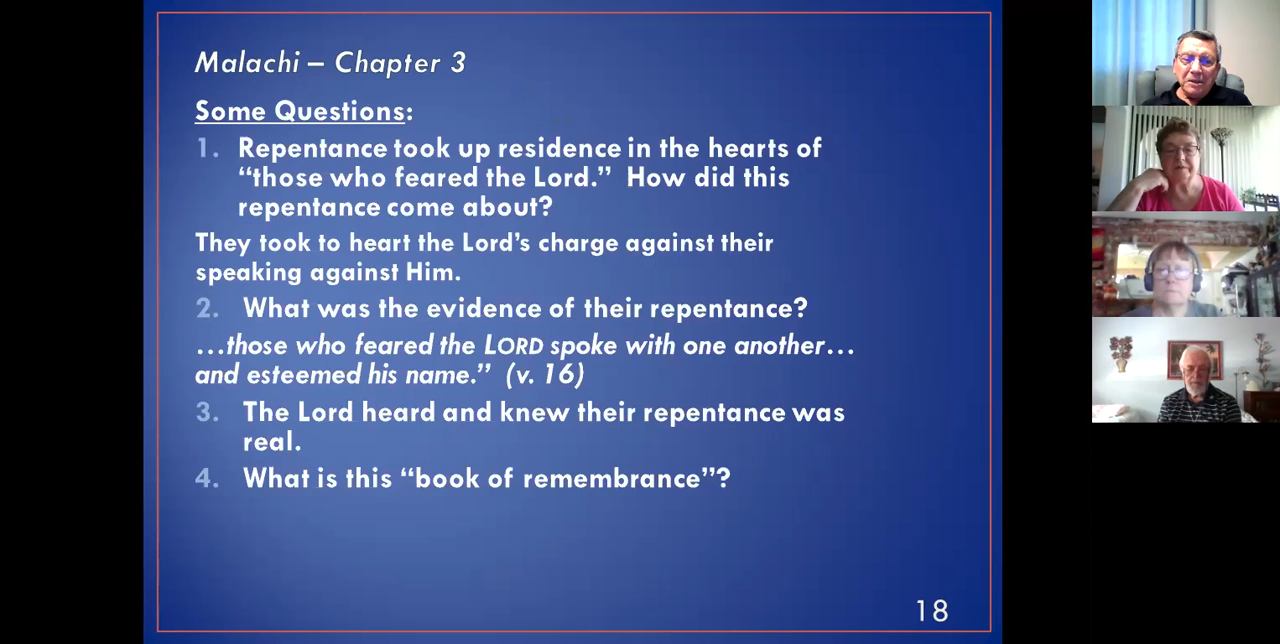 Malachi – Chapter 3
Some Questions:
1. Repentance took up residence in the hearts of
“those who feared the Lord.” How did this
repentance come about?
They took to heart the Lord’s charge against their
speaking against Him.
2. What was the evidence of their repentance?
…those who feared the LORD spoke with one another…
and esteemed his name.” (v. 16)
3. The Lord heard and knew their repentance was
real.
4. What is this “book of remembrance”?
18